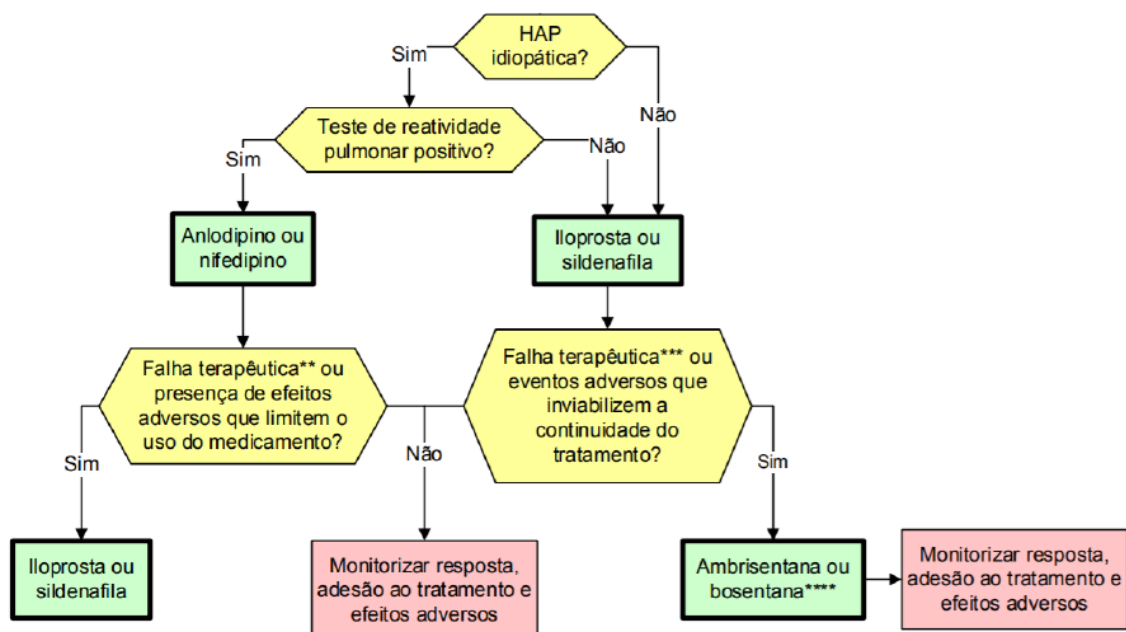 HAP
idiopática?
Sim
Não
Teste de reatividade
pulmonar positivo?
Sim
Não
Anlodipino ou
nifedipino
Iloprosta ou
sildenafila
Falha terapêutica** ou
presença de efeitos
adversos que limitem o
uso do medicamento?
Falha terapêutica*** ou
eventos adversos que
inviabilizem a
continuidade do
tratamento?
Sim
Não
Sim
Iloprosta ou
sildenafila
Monitorizar resposta,
adesão ao tratamento e
efeitos adversos
Ambrisentana ou
bosentana****
Monitorizar resposta,
adesão ao tratamento e
efeitos adversos